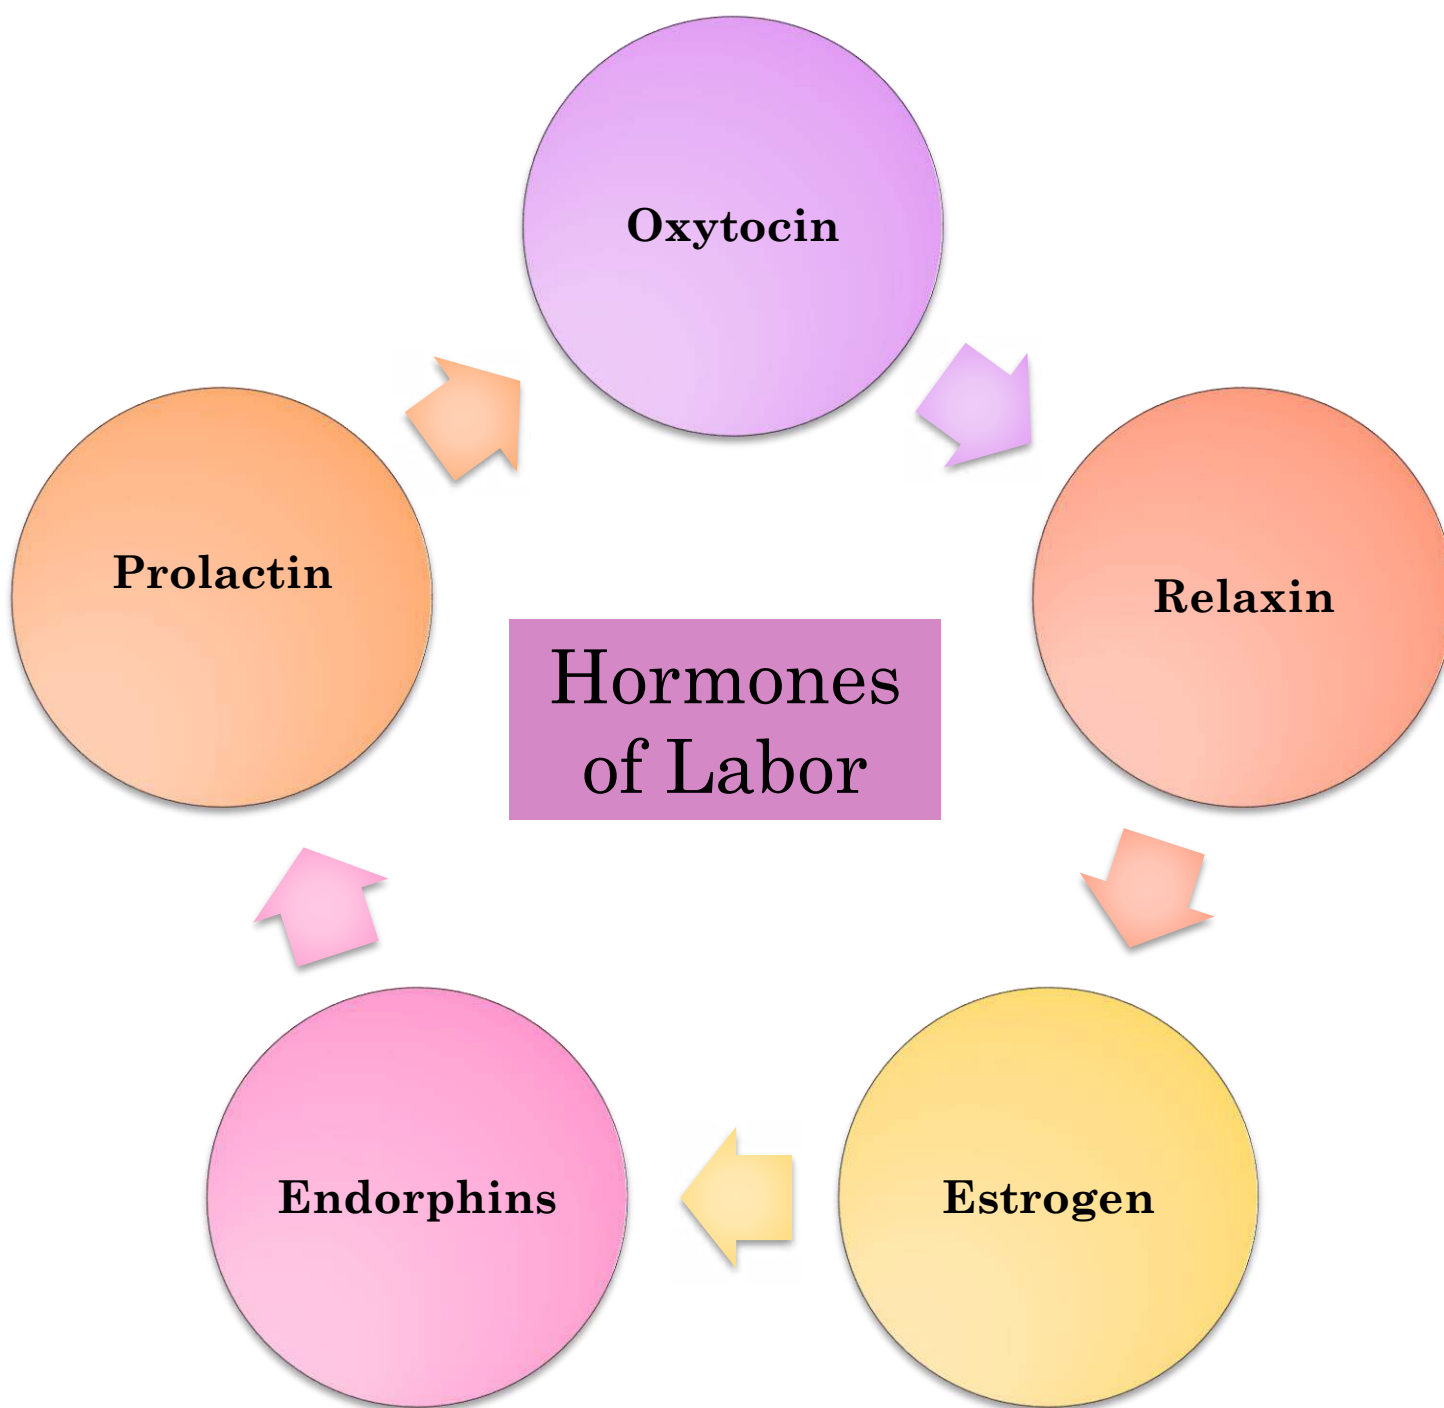 Oxytocin
Relaxin
Estrogen
Endorphins
Prolactin
Hormones
of Labor